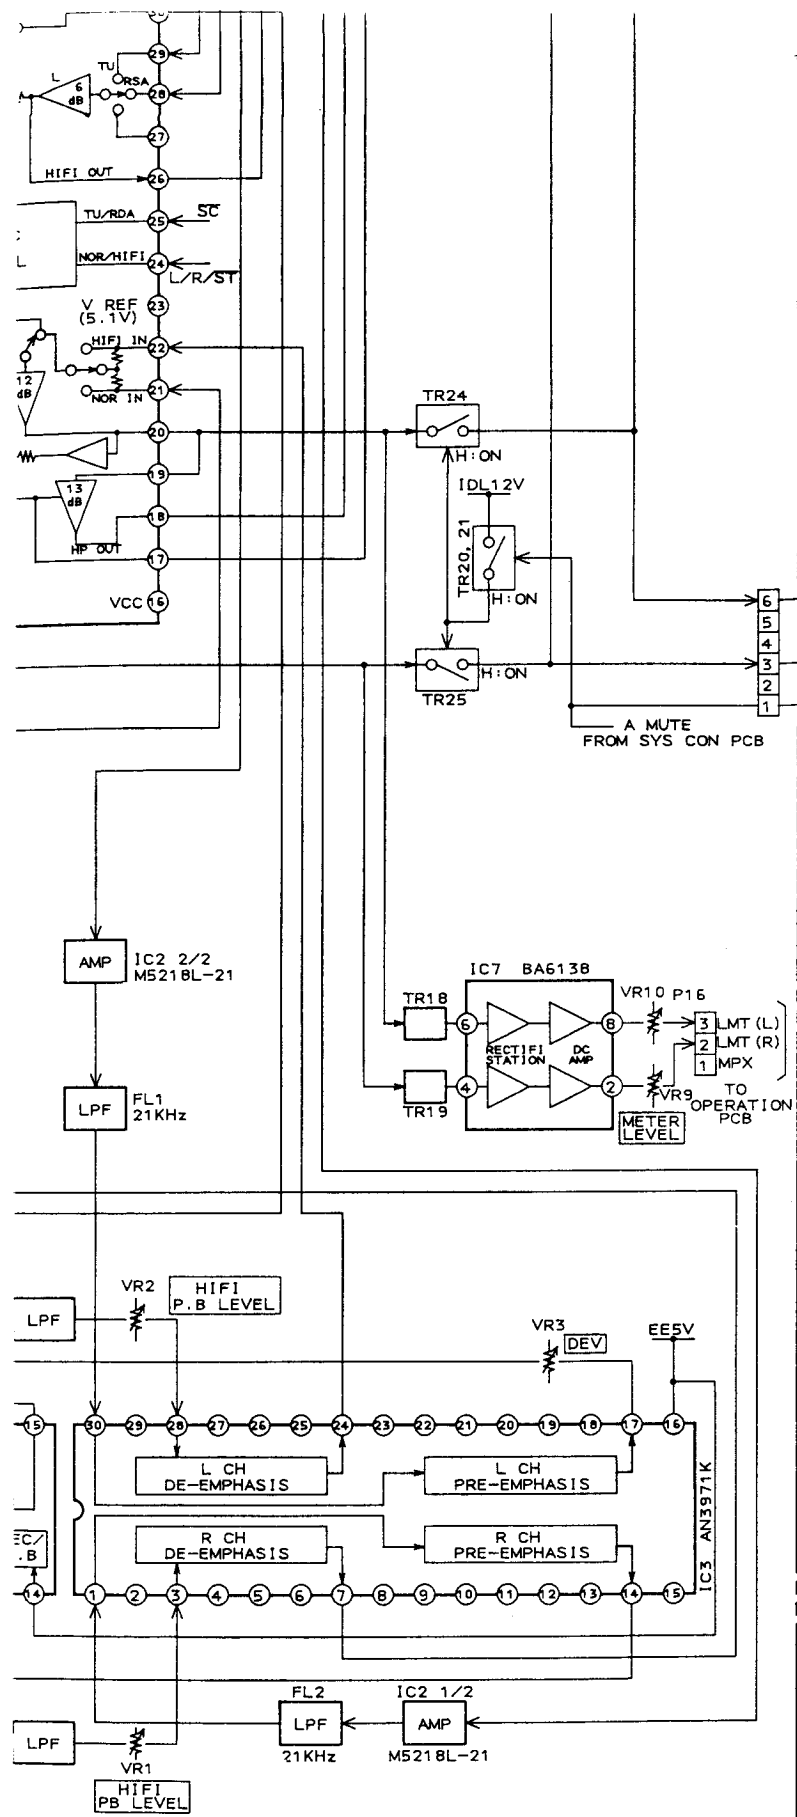 30
29
TU
L
RSA
6
dB
28
27
HIFI OUT
26
TU/RDA
25
SC
NOR/HIFI
24
L/R/ST
L
V REF
(5.1V)
23
HIFI IN
22
12
dB
NOR IN
21
TR24
20
H:ON
19
IDL12V
13
dB
18
TR20, 21
HP OUT
17
VCC
16
H:ON
6
5
4
3
2
1
H:ON
TR25
A MUTE
FROM SYS CON PCB
AMP
IC2 2/2
M5218L-21
IC7 BA6138
TR18
VR10
P16
6
8
3
LMT(L)
RECTIFI
STATION
DC
AMP
2
LMT(R)
1
MPX
4
2
TR19
VR9
TO
OPERATION
PCB
METER
LEVEL
LPF
FL1
21KHz
VR2
HIFI
P.B LEVEL
LPF
VR3
DEV
EE5V
15
30
29
28
27
26
25
24
23
22
21
20
19
18
17
16
L CH
DE-EMPHASIS
L CH
PRE-EMPHASIS
EC/
.B
R CH
DE-EMPHASIS
R CH
PRE-EMPHASIS
IC3 AN3971K
14
1
2
3
4
5
6
7
8
9
10
11
12
13
14
15
FL2
IC2 1/2
LPF
AMP
21KHz
M5218L-21
LPF
VR1
HIFI
PB LEVEL